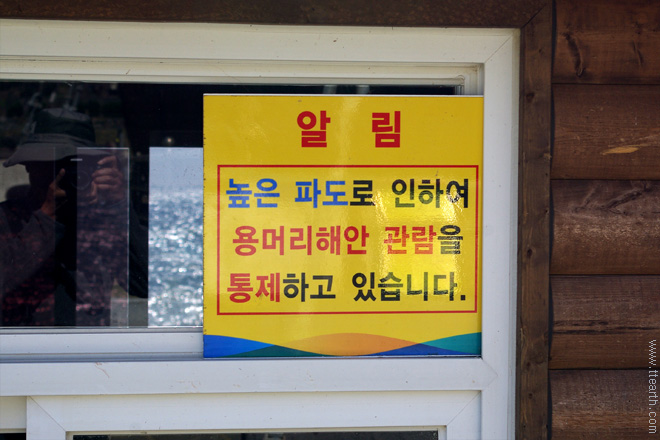 알 림
높은 파도로 인하여
용머리해안 관람을
통제하고 있습니다.
www.ttearth.com